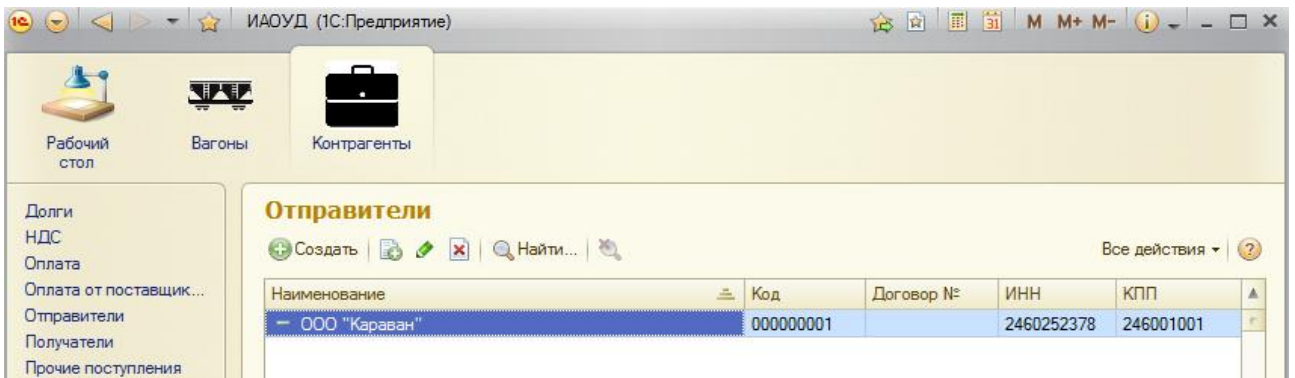 ИАОУД (1С:Предприятие)
M M+ M-
Рабочий
стол
Вагоны
Контрагенты
Долги
НДС
Оплата
Оплата от поставщик...
Отправители
Получатели
Прочие поступления
Отправители
Создать Найти... Все действия
Наименование Код Договор № ИНН КПП
ООО "Караван" 000000001 2460252378 246001001